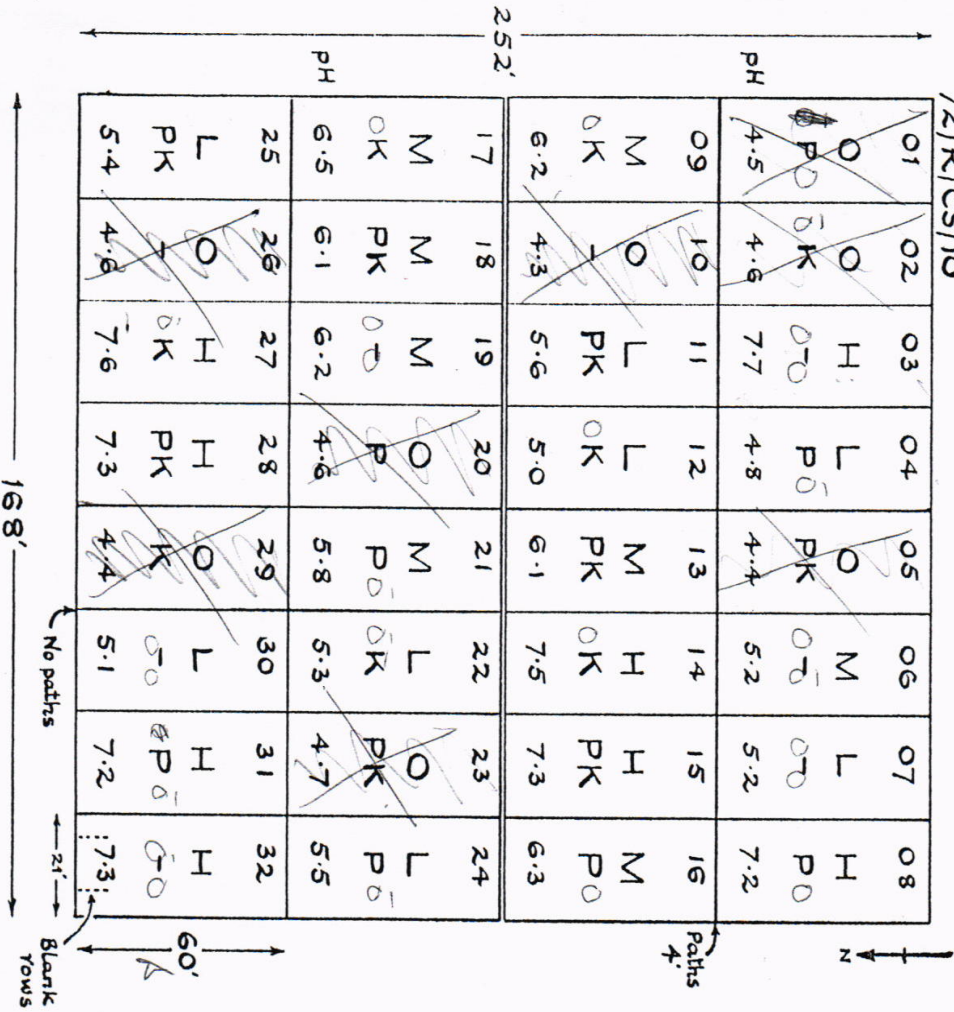 72/R/CS/10
252'
01 02 03 04 05 06 07 08
O O H L O M L H
P O O K O - O P O PK O - O O - O P O
pH 4.5 4.6 7.7 4.8 4.4 5.2 5.2 7.2
N
Paths 4'
09 10 11 12 13 14 15 16
M O L L M H H M
O K - PK O K PK O K PK P O
6.2 4.3 5.6 5.0 6.1 7.5 7.3 6.3
17 18 19 20 21 22 23 24
M M M O M L O L
O K PK O - O P P O O K PK P O
pH 6.5 6.1 6.2 4.6 5.8 5.3 4.7 5.5
25 26 27 28 29 30 31 32
L O H H O L H H
PK - O K PK K O - O P O O - O
5.4 4.6 7.6 7.3 4.4 5.1 7.2 7.3
60'
21'
No paths
Blank rows
168'